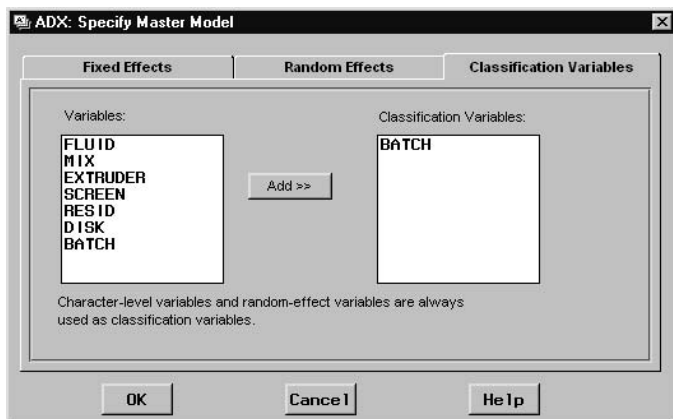 ADX: Specify Master Model
Fixed Effects
Random Effects
Classification Variables
Variables:
FLUID
MIX
EXTRUDER
SCREEN
RESID
DISK
BATCH
Add >>
Classification Variables:
BATCH
Character-level variables and random-effect variables are always
used as classification variables.
OK
Cancel
Help